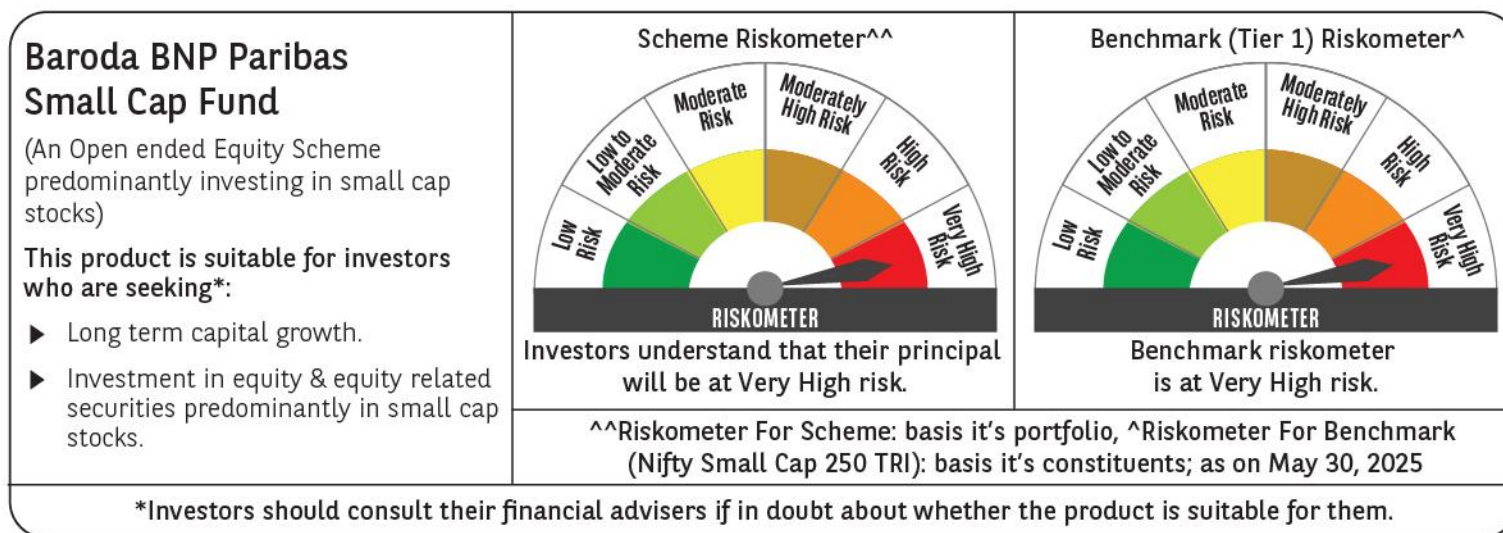 Baroda BNP Paribas
Small Cap Fund
(An Open ended Equity Scheme
predominantly investing in small cap
stocks)
This product is suitable for investors
who are seeking*:
▶ Long term capital growth.
▶ Investment in equity & equity related
securities predominantly in small cap
stocks.
Scheme Riskometer^^
Low
Risk
Low to
Moderate
Risk
Moderate
Risk
Moderately
High Risk
High
Risk
Very High
Risk
RISKOMETER
Investors understand that their principal
will be at Very High risk.
Benchmark (Tier 1) Riskometer^
Low
Risk
Low to
Moderate
Risk
Moderate
Risk
Moderately
High Risk
High
Risk
Very High
Risk
RISKOMETER
Benchmark riskometer
is at Very High risk.
^^Riskometer For Scheme: basis it's portfolio, ^Riskometer For Benchmark
(Nifty Small Cap 250 TRI): basis it's constituents; as on May 30, 2025
*Investors should consult their financial advisers if in doubt about whether the product is suitable for them.